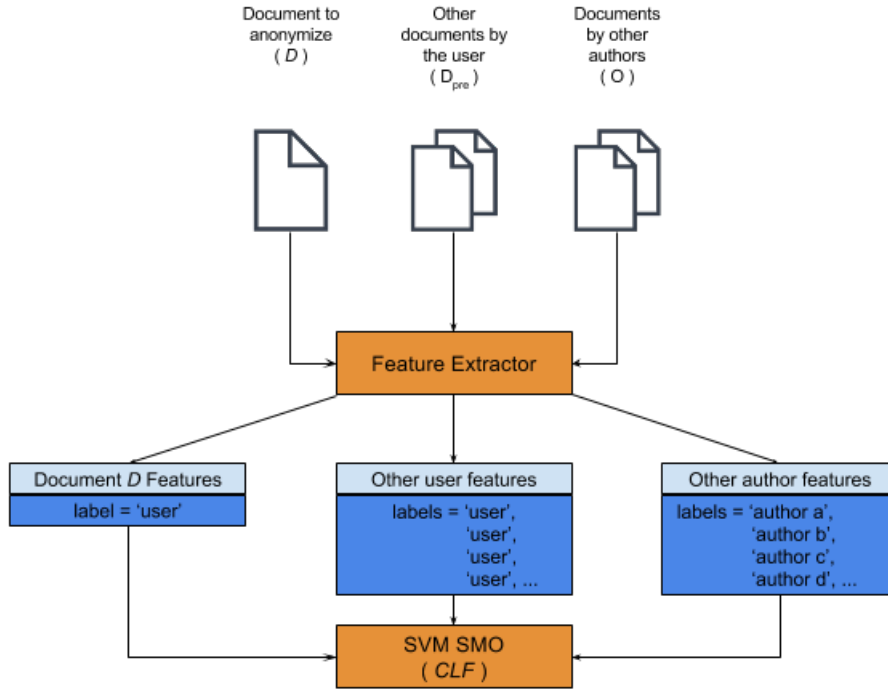 Document to
anonymize
( D )
Other
documents by
the user
( Dpre )
Documents
by other
authors
( O )
Feature Extractor
Document D Features
label = ‘user’
Other user features
labels = ‘user’,
‘user’,
‘user’,
‘user’, ...
Other author features
labels = ‘author a’,
‘author b’,
‘author c’,
‘author d’, ...
SVM SMO
( CLF )